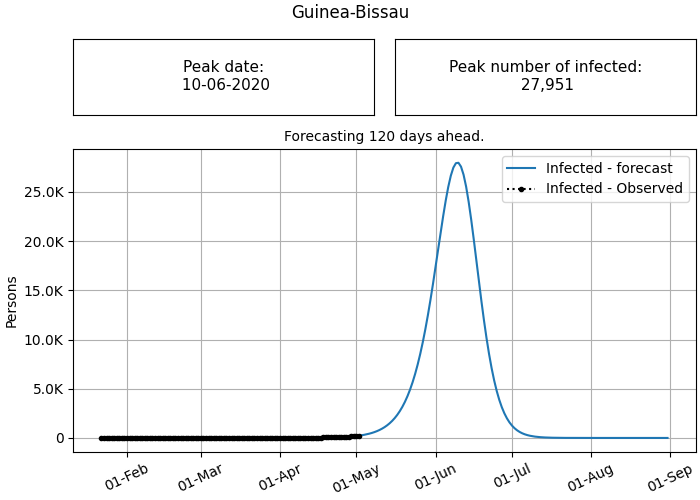 Guinea-Bissau
Peak date:
10-06-2020
Peak number of infected:
27,951
Forecasting 120 days ahead.
Infected - forecast
Infected - Observed
Persons
25.0K
20.0K
15.0K
10.0K
5.0K
0
01-Feb
01-Mar
01-Apr
01-May
01-Jun
01-Jul
01-Aug
01-Sep